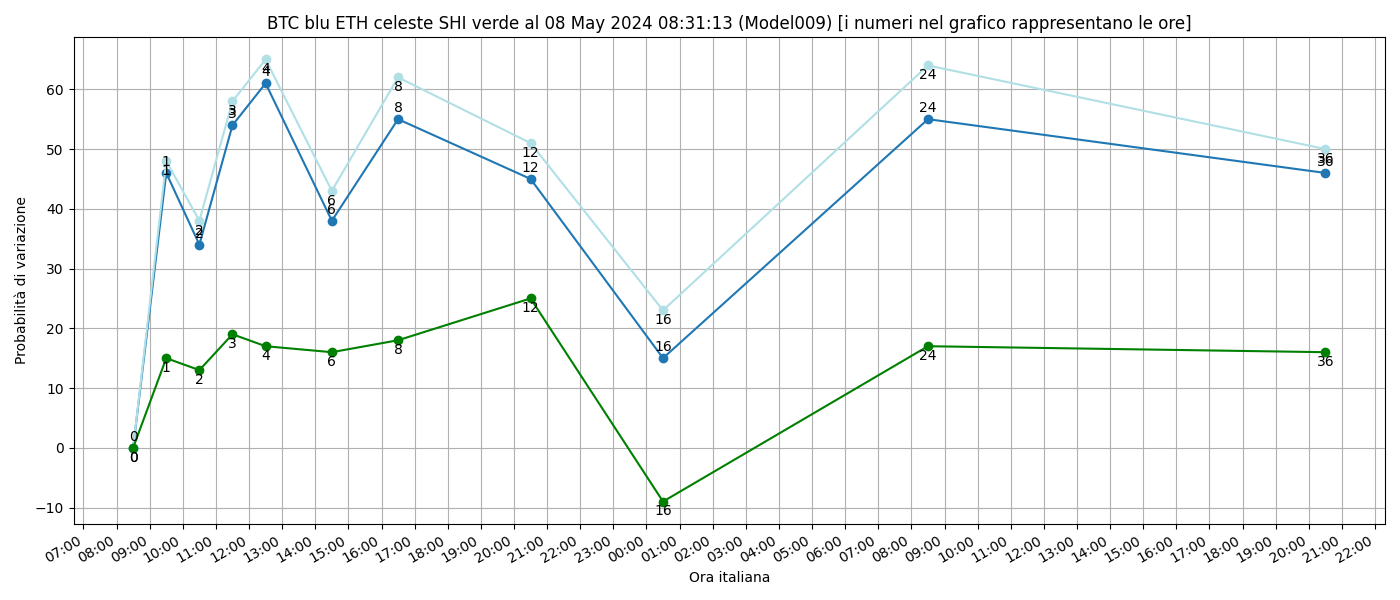 BTC blu ETH celeste SHI verde al 08 May 2024 08:31:13 (Model009) [i numeri nel grafico rappresentano le ore]
Probabilità di variazione
60
50
40
30
20
10
0
−10
0 1 2 3 4 6 8 12 16 24 36
0 1 2 3 4 6 8 12 16 24 36
0 1 2 3 4 6 8 12 16 24 36
07:00 08:00 09:00 10:00 11:00 12:00 13:00 14:00 15:00 16:00 17:00 18:00 19:00 20:00 21:00 22:00 23:00 00:00 01:00 02:00 03:00 04:00 05:00 06:00 07:00 08:00 09:00 10:00 11:00 12:00 13:00 14:00 15:00 16:00 17:00 18:00 19:00 20:00 21:00 22:00
Ora italiana